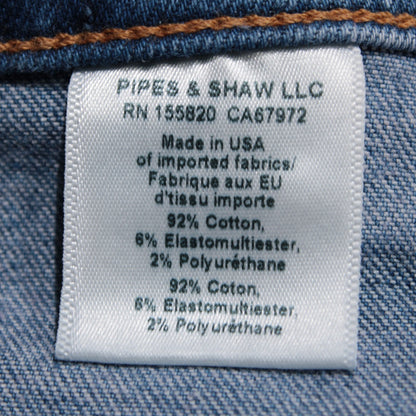 PIPES & SHAW LLC
RN 155820 CA67972
Made in USA
of imported fabrics/
Fabrique aux EU
d'tissu importe
92% Cotton,
6% Elastomultiester,
2% Polyuréthane
92% Coton,
6% Elastomultiester,
2% Polyuréthane